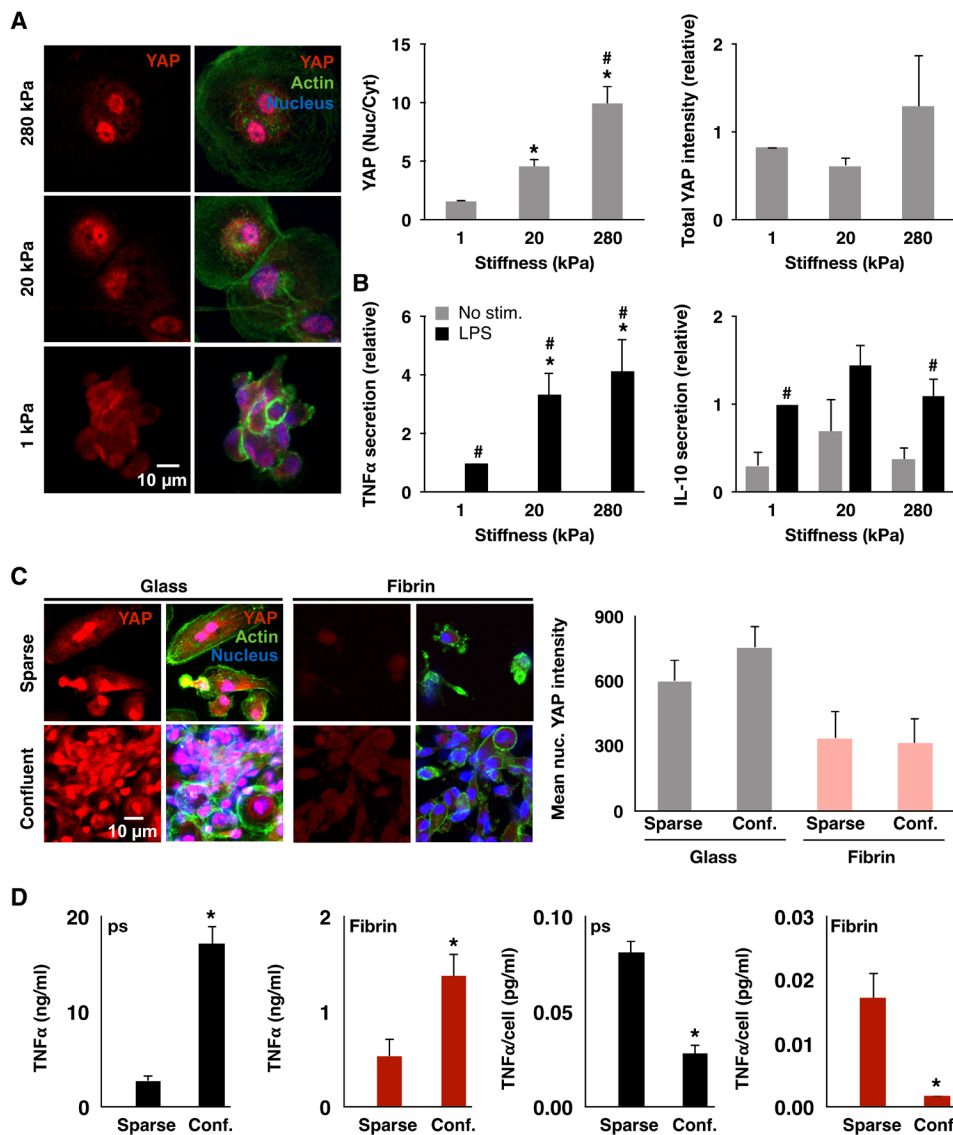 A
280 kPa
20 kPa
1 kPa
YAP
YAP
Actin
Nucleus
10 µm
YAP (Nuc/Cyt)
15
10
5
0
*
#
*
1 20 280
Stiffness (kPa)
Total YAP intensity (relative)
2
1
0
1 20 280
Stiffness (kPa)
B
TNFα secretion (relative)
6
4
2
0
No stim.
LPS
#
#
*
#
*
1 20 280
Stiffness (kPa)
IL-10 secretion (relative)
2
1
0
#
#
1 20 280
Stiffness (kPa)
C
Glass Fibrin
Sparse
Confluent
YAP
YAP
Actin
Nucleus
10 µm
Mean nuc. YAP intensity
900
600
300
0
Sparse Conf. Sparse Conf.
Glass Fibrin
D
TNFα (ng/ml)
20
10
0
ps
*
Sparse Conf.
TNFα (ng/ml)
2
1
0
Fibrin
*
Sparse Conf.
TNFα/cell (pg/ml)
0.10
0.05
0.00
ps
*
Sparse Conf.
TNFα/cell (pg/ml)
0.03
0.02
0.01
0.00
Fibrin
*
Sparse Conf